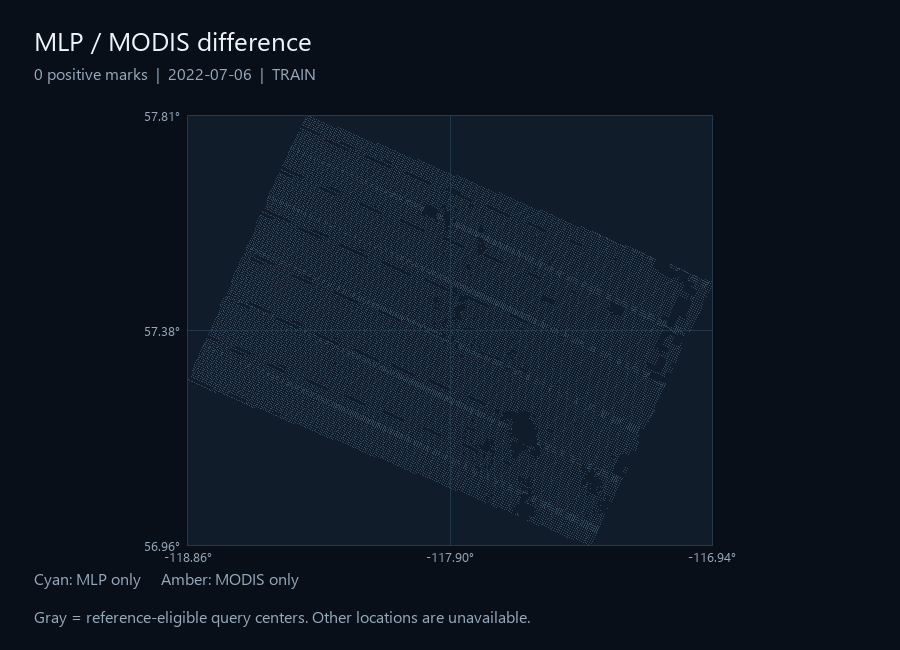 MLP / MODIS difference
0 positive marks | 2022-07-06 | TRAIN
57.81°
57.38°
56.96°
-118.86° -117.90° -116.94°
Cyan: MLP only Amber: MODIS only
Gray = reference-eligible query centers. Other locations are unavailable.